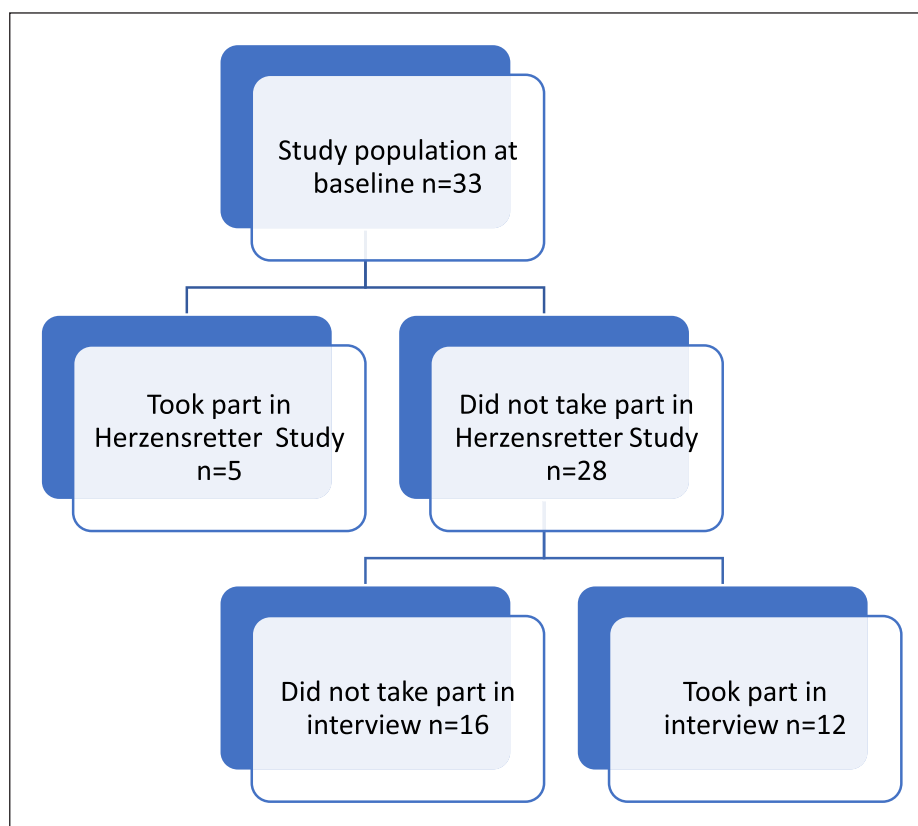 Study population at
baseline n=33
Took part in
Herzensretter Study
n=5
Did not take part in
Herzensretter Study
n=28
Did not take part in
interview n=16
Took part in
interview n=12